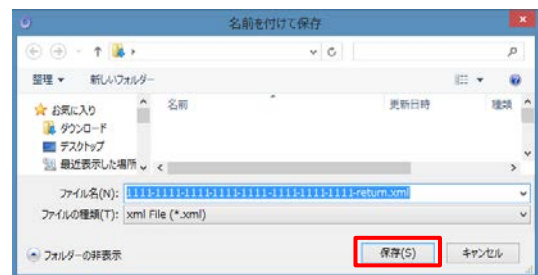 名前を付けて保存
整理 ▼ 新しいフォルダー
お気に入り
ダウンロード
デスクトップ
最近表示した場所
名前 更新日時 種類
ファイル名(N): 1111-1111-1111-1111-1111-1111-1111-1111-return.xml
ファイルの種類(T): xml File (*.xml)
フォルダーの非表示 保存(S) キャンセル